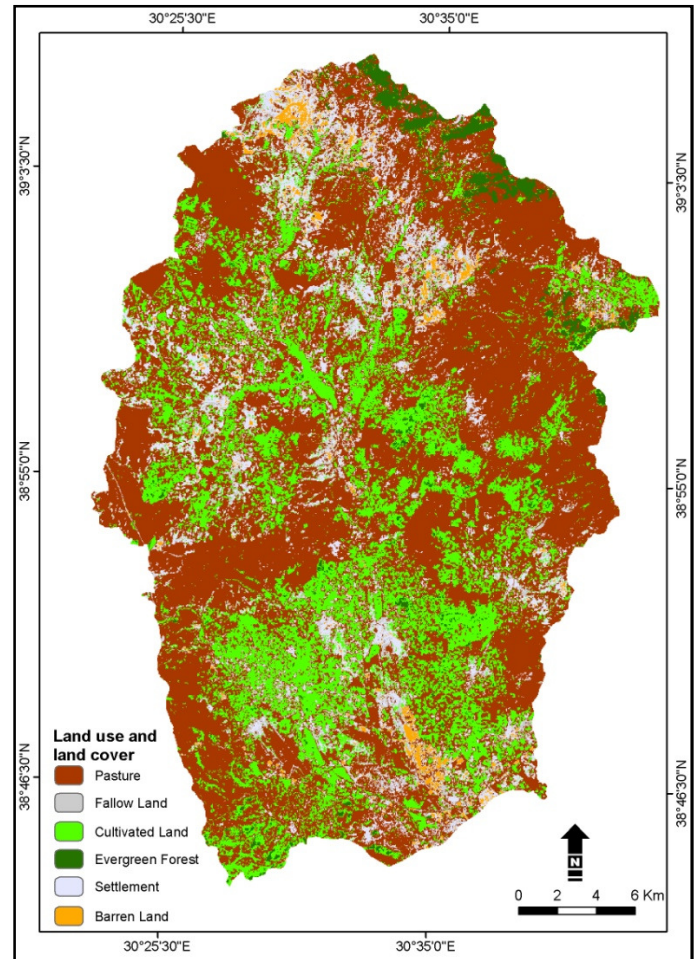 30°25'30"E 30°35'0"E
39°3'30"N
39°3'30"N
38°55'0"N
38°55'0"N
38°46'30"N
38°46'30"N
Land use and
land cover
Pasture
Fallow Land
Cultivated Land
Evergreen Forest
Settlement
Barren Land
N
0 2 4 6 Km
30°25'30"E 30°35'0"E